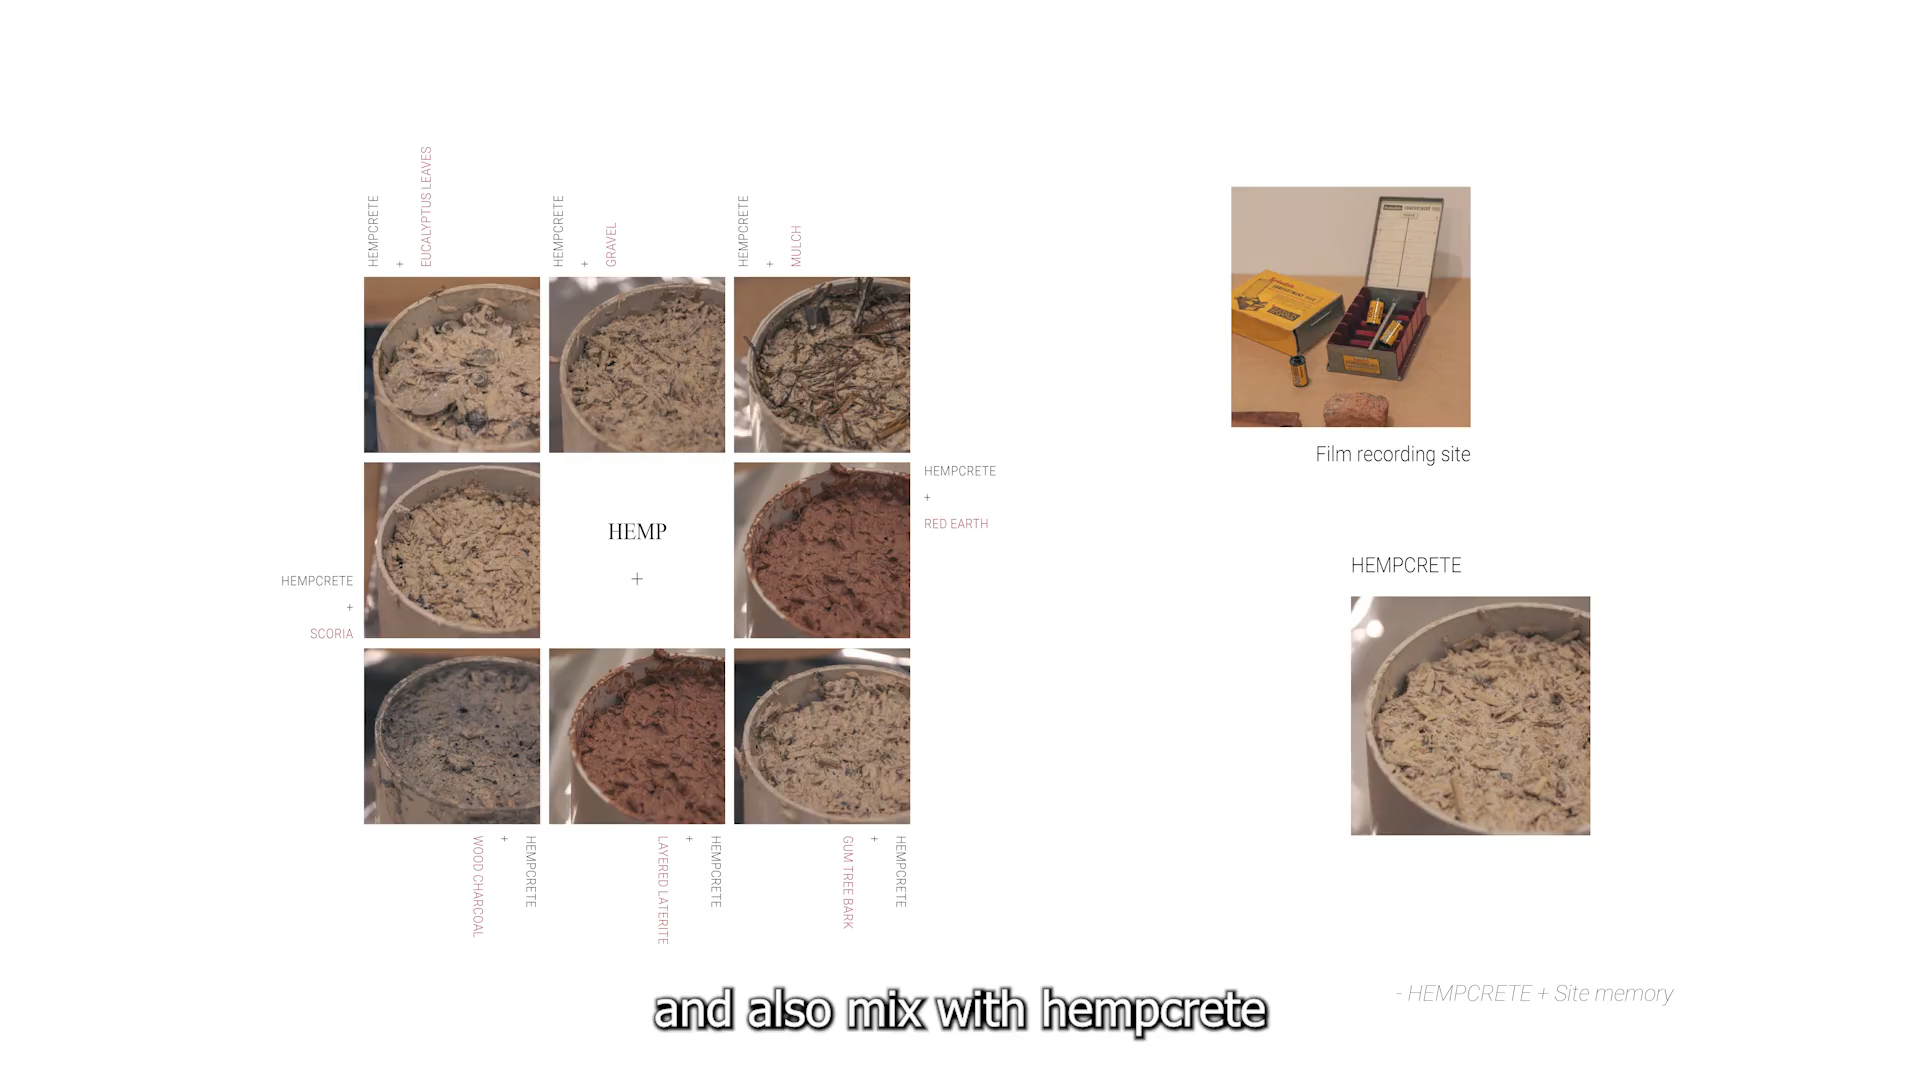 HEMPCRETE
+
EUCALYPTUS LEAVES
HEMPCRETE
+
GRAVEL
HEMPCRETE
+
MULCH
HEMPCRETE
+
RED EARTH
HEMP
+
HEMPCRETE
+
SCORIA
HEMPCRETE
+
WOOD CHARCOAL
HEMPCRETE
+
LAYERED LATERITE
HEMPCRETE
+
GUM TREE BARK
Film recording site
HEMPCRETE
- HEMPCRETE + Site memory
and also mix with hempcrete